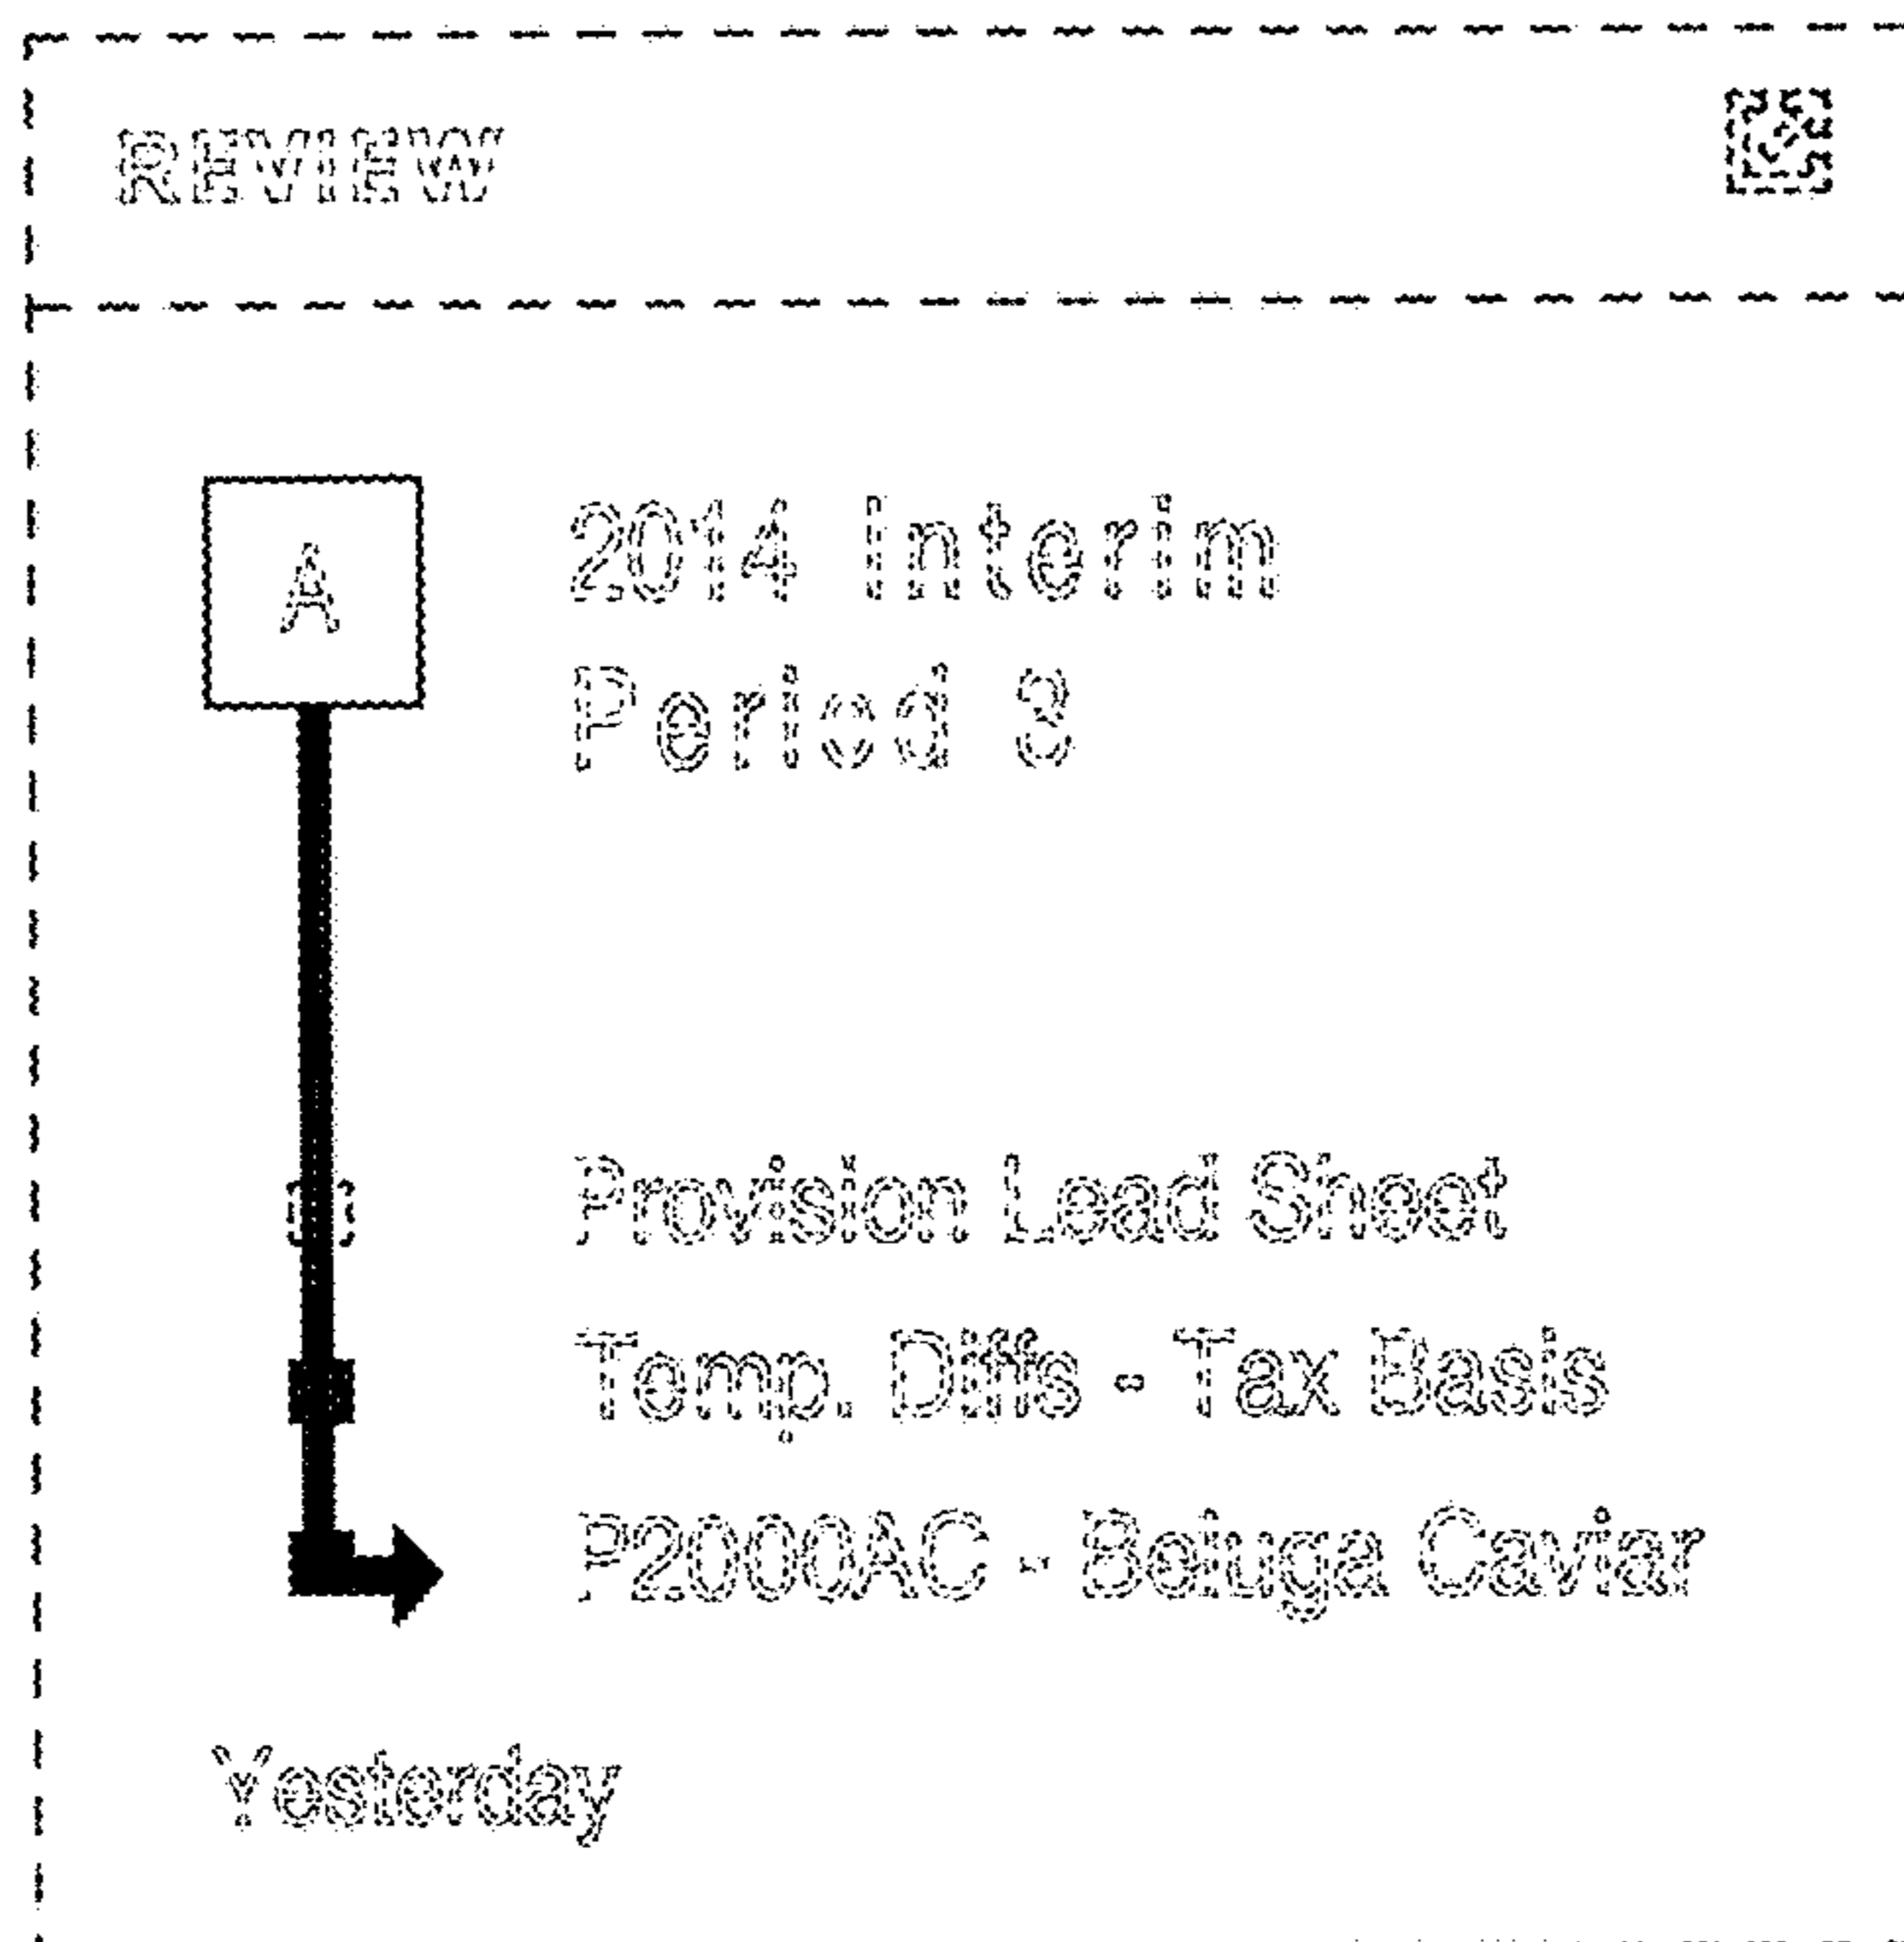 REVIEW
A
2014 Interim
Period 3
Provision Lead Sheet
Temp. Diffs - Tax Basis
P2000AC - Beluga Caviar
Yesterday